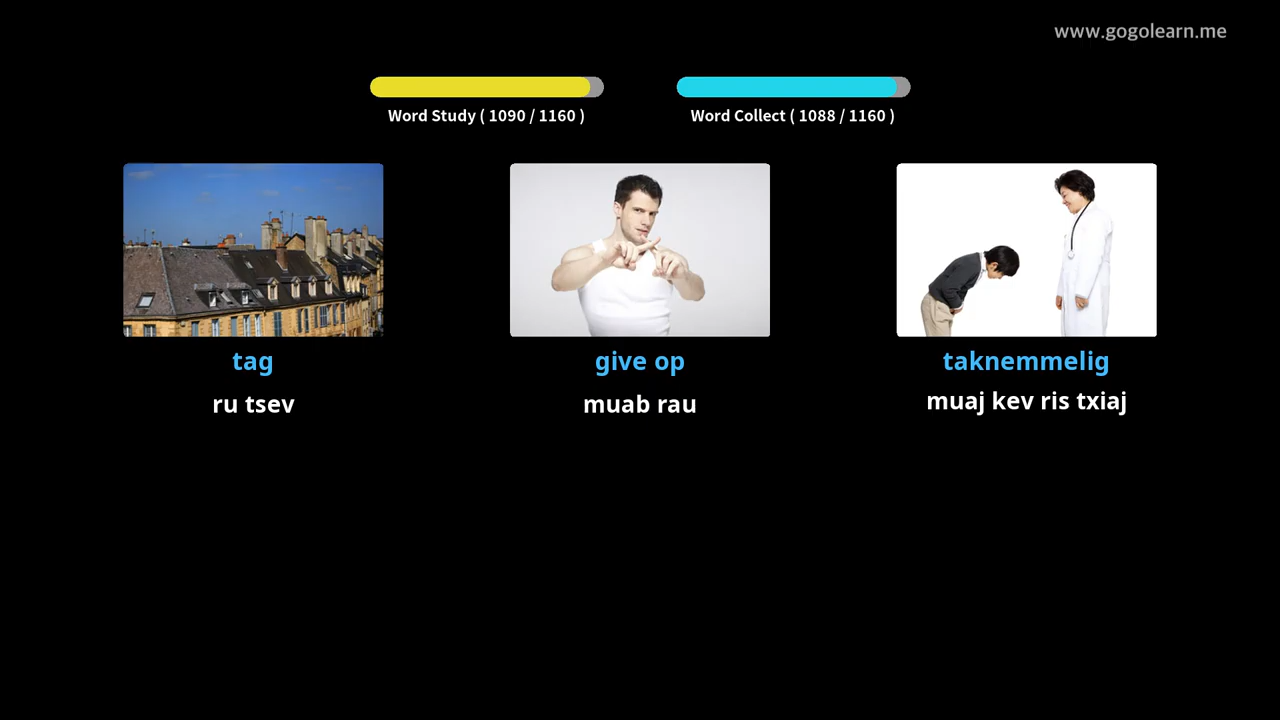 www.gogolearn.me
Word Study ( 1090 / 1160 )
Word Collect ( 1088 / 1160 )
tag
give op
taknemmelig
ru tsev
muab rau
muaj kev ris txiaj